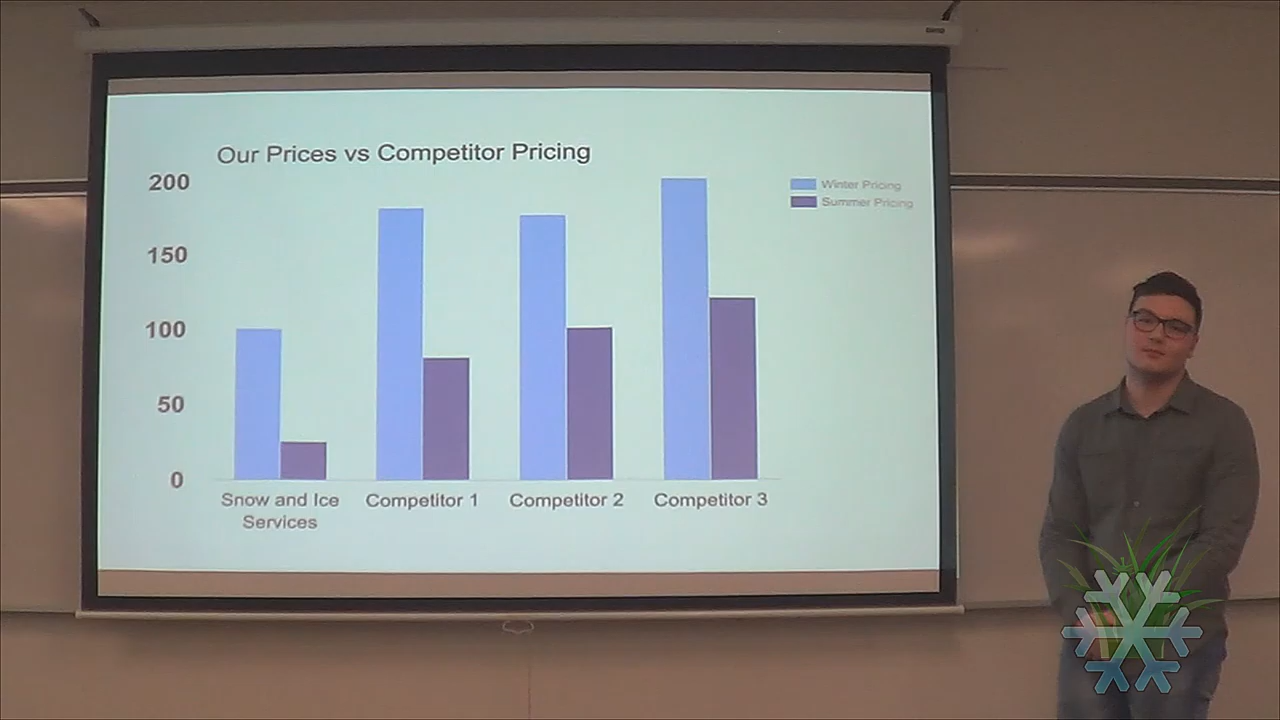 Our Prices vs Competitor Pricing
200
150
100
50
0
Winter Pricing
Summer Pricing
Snow and Ice
Services
Competitor 1
Competitor 2
Competitor 3